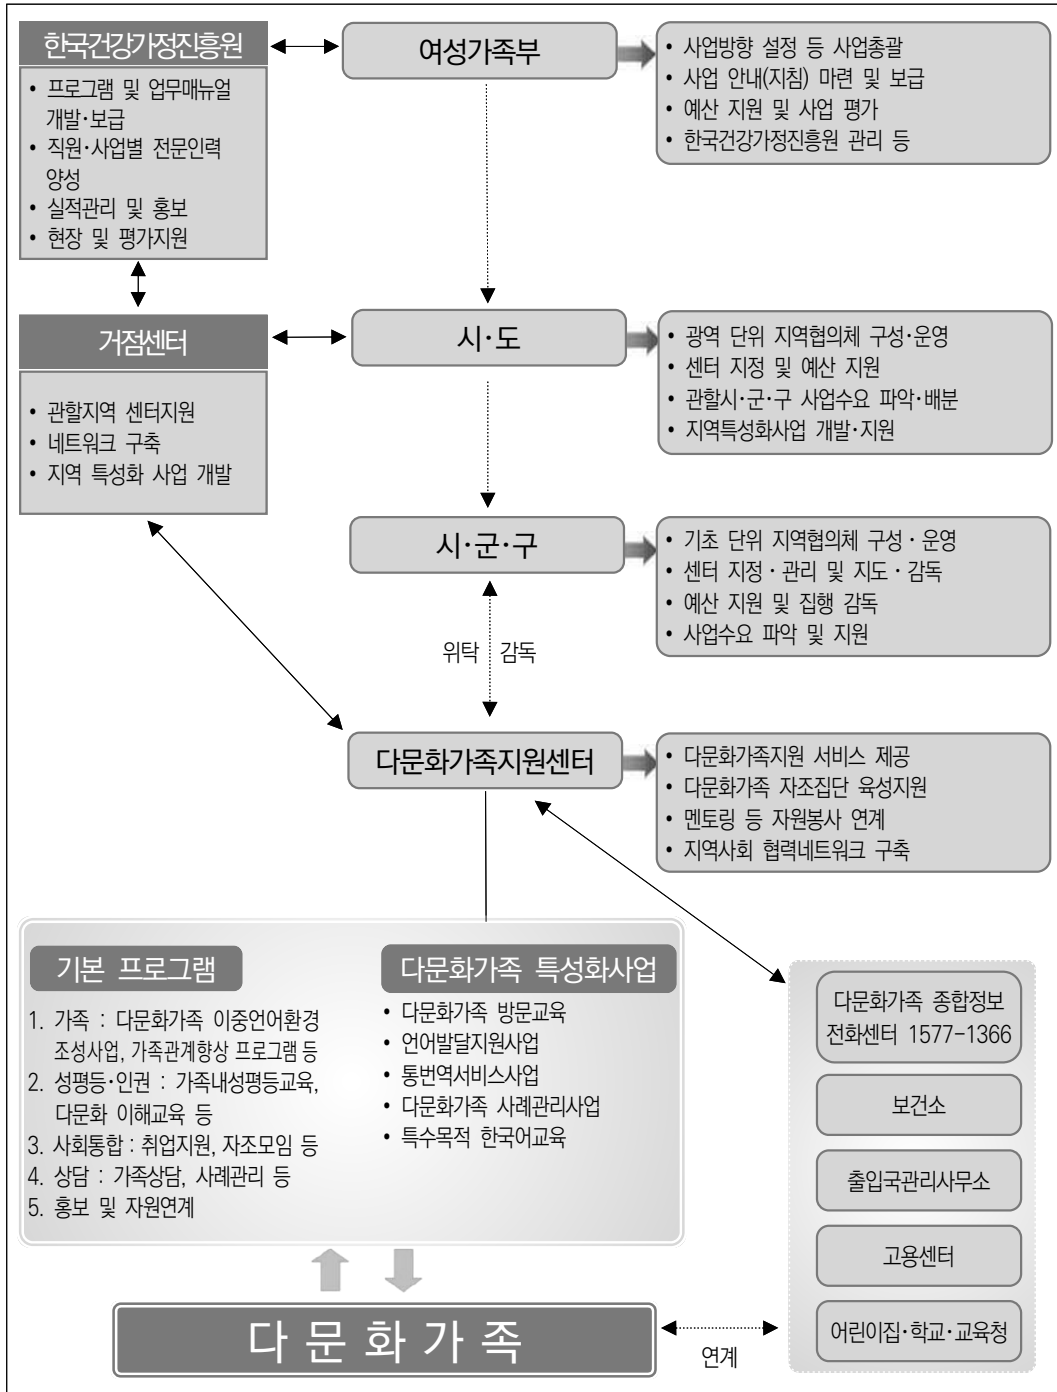 한국건강가정진흥원
• 프로그램 및 업무매뉴얼
개발·보급
• 직원·사업별 전문인력
양성
• 실적관리 및 홍보
• 현장 및 평가지원
여성가족부
• 사업방향 설정 등 사업총괄
• 사업 안내(지침) 마련 및 보급
• 예산 지원 및 사업 평가
• 한국건강가정진흥원 관리 등
거점센터
• 관할지역 센터지원
• 네트워크 구축
• 지역 특성화 사업 개발
시·도
• 광역 단위 지역협의체 구성·운영
• 센터 지정 및 예산 지원
• 관할시·군·구 사업수요 파악·배분
• 지역특성화사업 개발·지원
시·군·구
• 기초 단위 지역협의체 구성·운영
• 센터 지정·관리 및 지도·감독
• 예산 지원 및 집행 감독
• 사업수요 파악 및 지원
위탁 감독
다문화가족지원센터
• 다문화가족지원 서비스 제공
• 다문화가족 자조집단 육성지원
• 멘토링 등 자원봉사 연계
• 지역사회 협력네트워크 구축
기본 프로그램
1. 가족 : 다문화가족 이중언어환경
조성사업, 가족관계향상 프로그램 등
2. 성평등·인권 : 가족내성평등교육,
다문화 이해교육 등
3. 사회통합 : 취업지원, 자조모임 등
4. 상담 : 가족상담, 사례관리 등
5. 홍보 및 자원연계
다문화가족 특성화사업
• 다문화가족 방문교육
• 언어발달지원사업
• 통번역서비스사업
• 다문화가족 사례관리사업
• 특수목적 한국어교육
다문화가족 종합정보
전화센터 1577-1366
보건소
출입국관리사무소
고용센터
어린이집·학교·교육청
다문화가족
연계